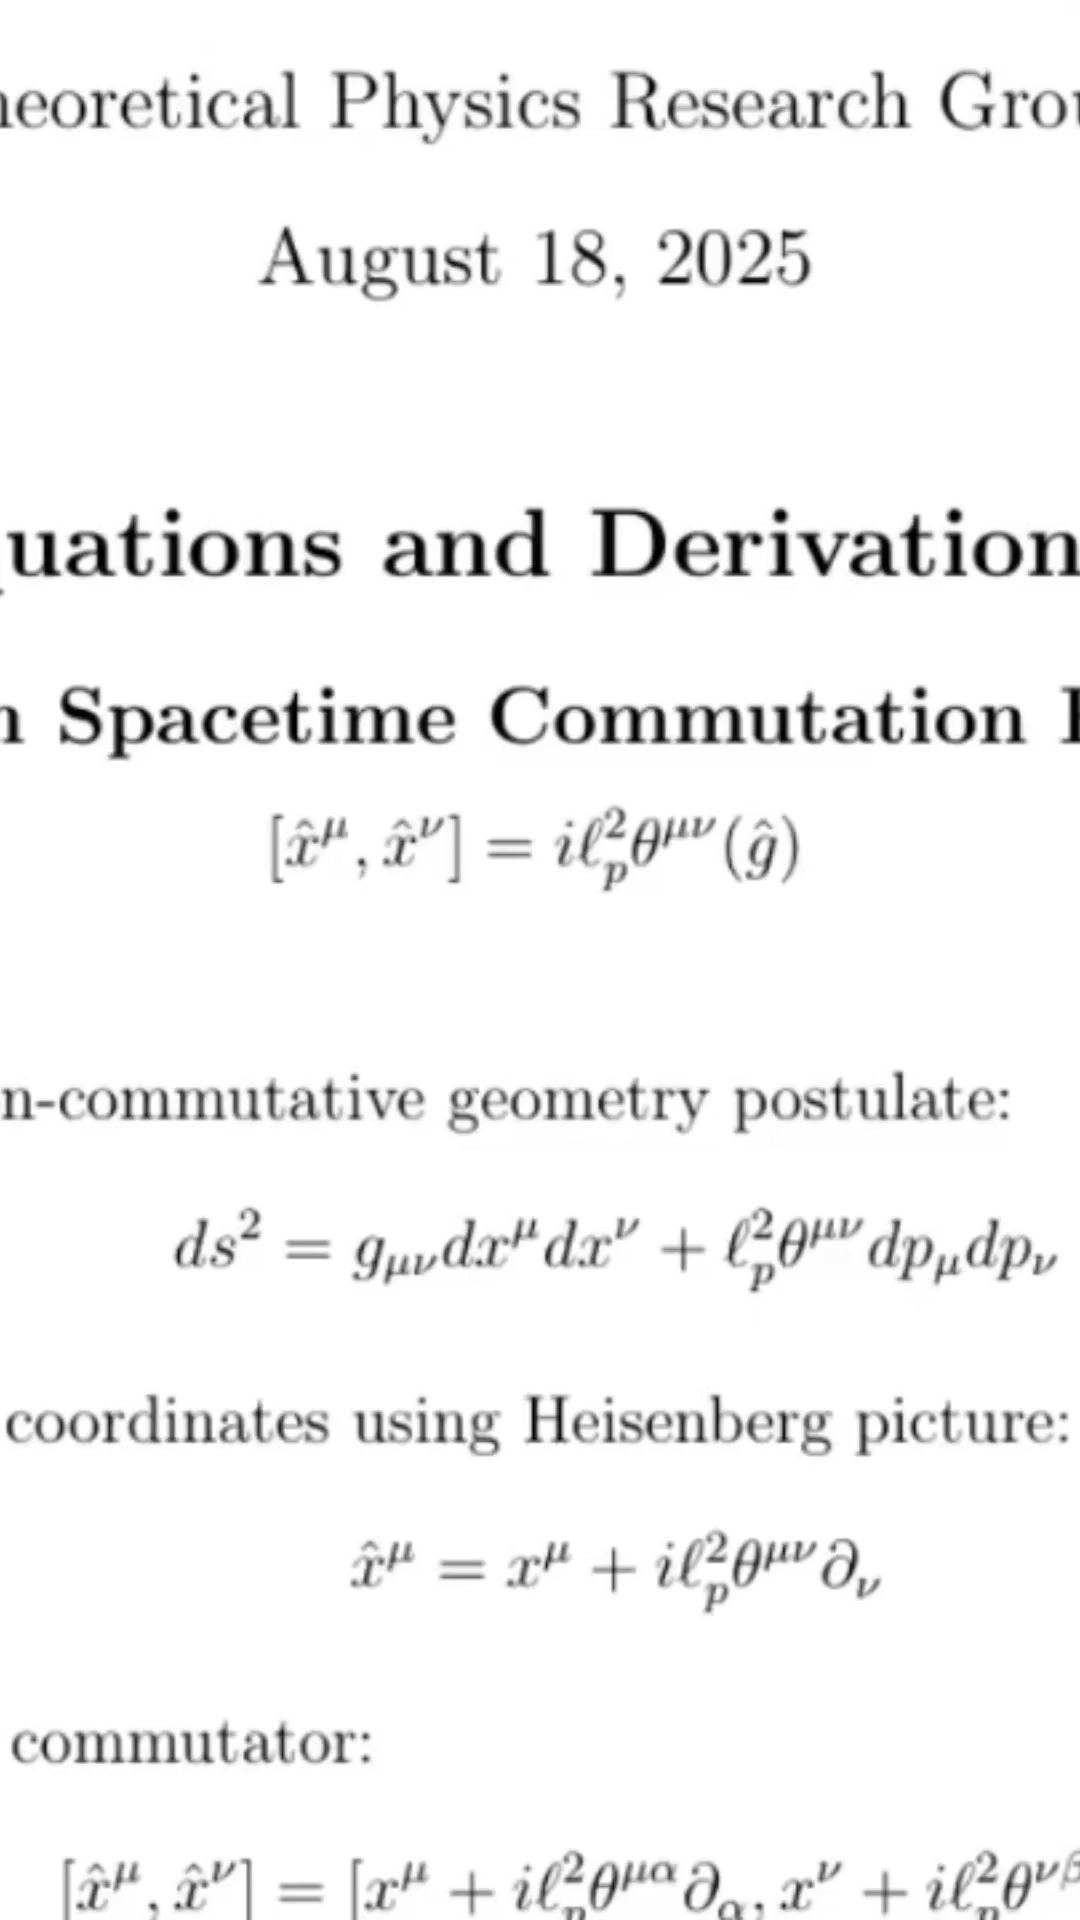 heoretical Physics Research Grou
August 18, 2025
quations and Derivation
n Spacetime Commutation
[x̂^μ, x̂^ν] = iℓ_p^2 θ^{μν}(ĝ)
n-commutative geometry postulate:
ds^2 = g_{μν}dx^μ dx^ν + ℓ_p^2 θ^{μν} dp_μ dp_ν
coordinates using Heisenberg picture:
x̂^μ = x^μ + iℓ_p^2 θ^{μν} ∂_ν
commutator:
[x̂^μ, x̂^ν] = [x^μ + iℓ_p^2 θ^{μα} ∂_α, x^ν + iℓ_p^2 θ^{νβ}